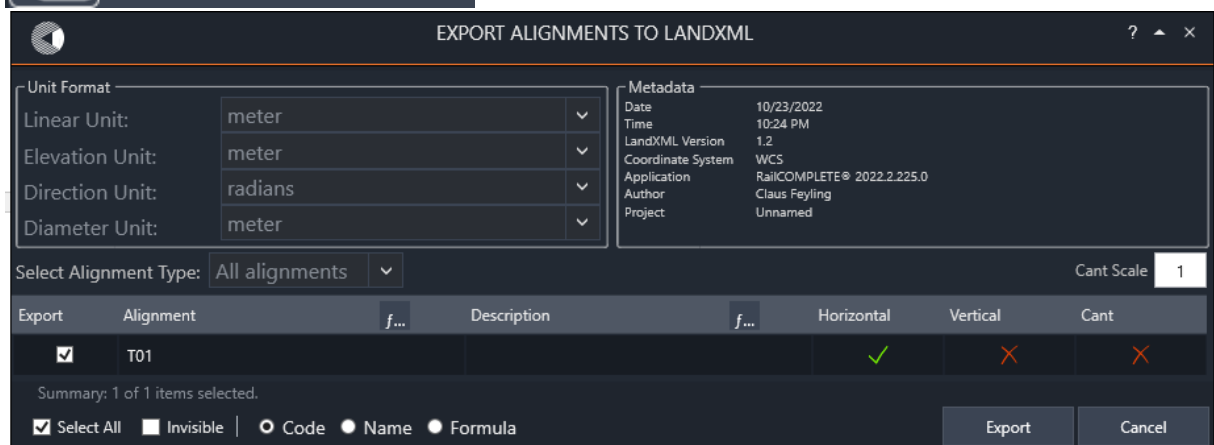 EXPORT ALIGNMENTS TO LANDXML
?
Unit Format
Linear Unit: meter
Elevation Unit: meter
Direction Unit: radians
Diameter Unit: meter
Metadata
Date 10/23/2022
Time 10:24 PM
LandXML Version 1.2
Coordinate System WCS
Application RailCOMPLETE® 2022.2.225.0
Author Claus Feyling
Project Unnamed
Select Alignment Type: All alignments
Cant Scale 1
Export Alignment ƒ... Description ƒ... Horizontal Vertical Cant
T01
Summary: 1 of 1 items selected.
Select All Invisible | Code Name Formula Export Cancel